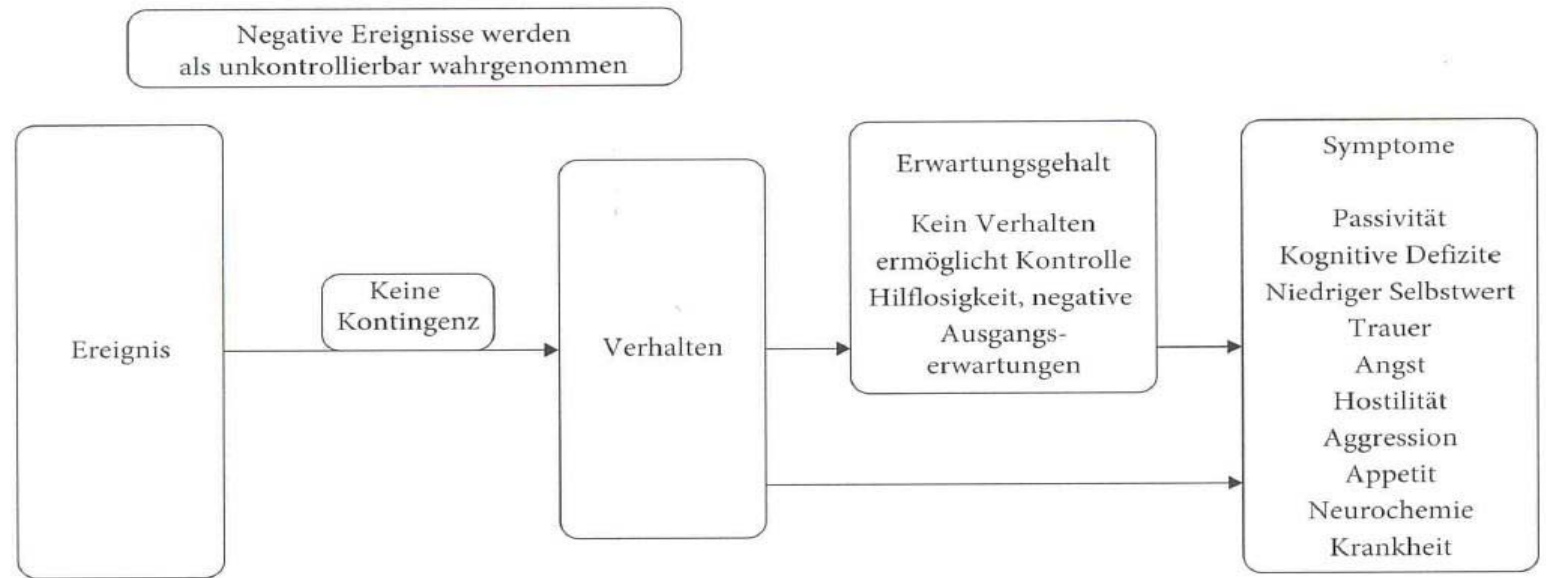 Negative Ereignisse werden
als unkontrollierbar wahrgenommen
Ereignis
Keine
Kontingenz
Verhalten
Erwartungsgehalt
Kein Verhalten
ermöglicht Kontrolle
Hilflosigkeit, negative
Ausgangs-
erwartungen
Symptome
Passivität
Kognitive Defizite
Niedriger Selbstwert
Trauer
Angst
Hostilität
Aggression
Appetit
Neurochemie
Krankheit